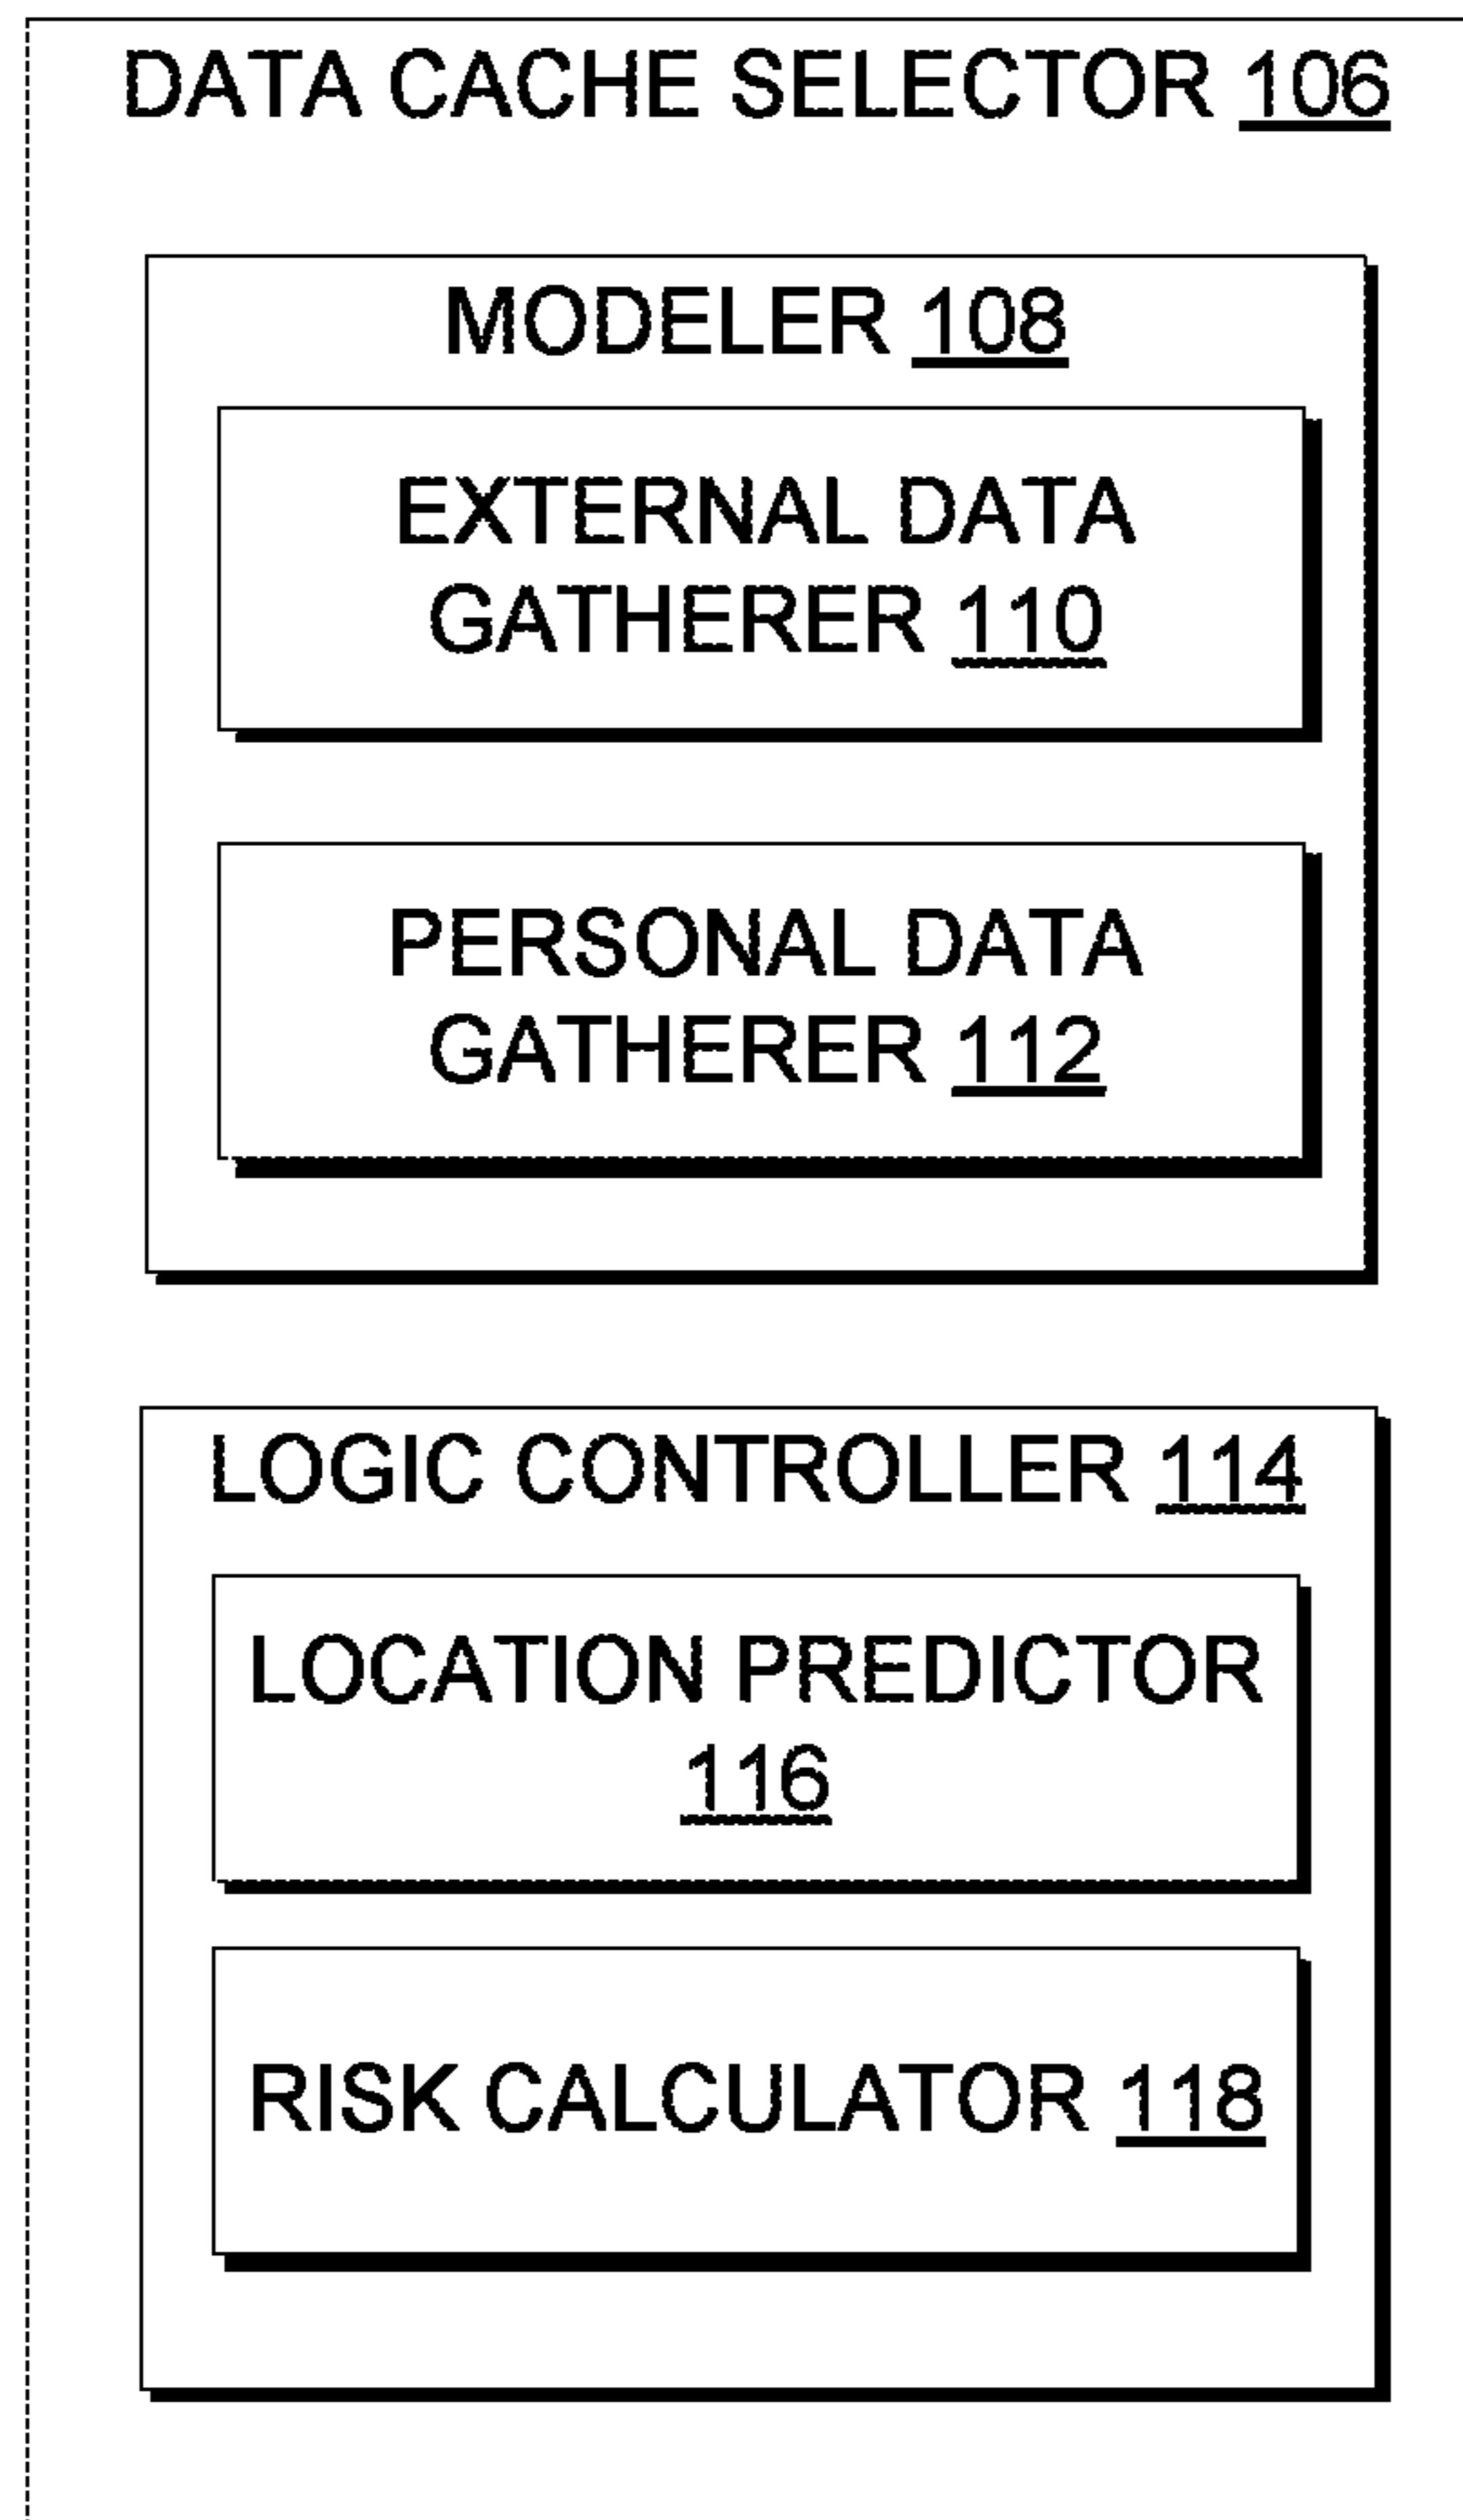 DATA CACHE SELECTOR 106
MODELER 108
EXTERNAL DATA
GATHERER 110
PERSONAL DATA
GATHERER 112
LOGIC CONTROLLER 114
LOCATION PREDICTOR
116
RISK CALCULATOR 118